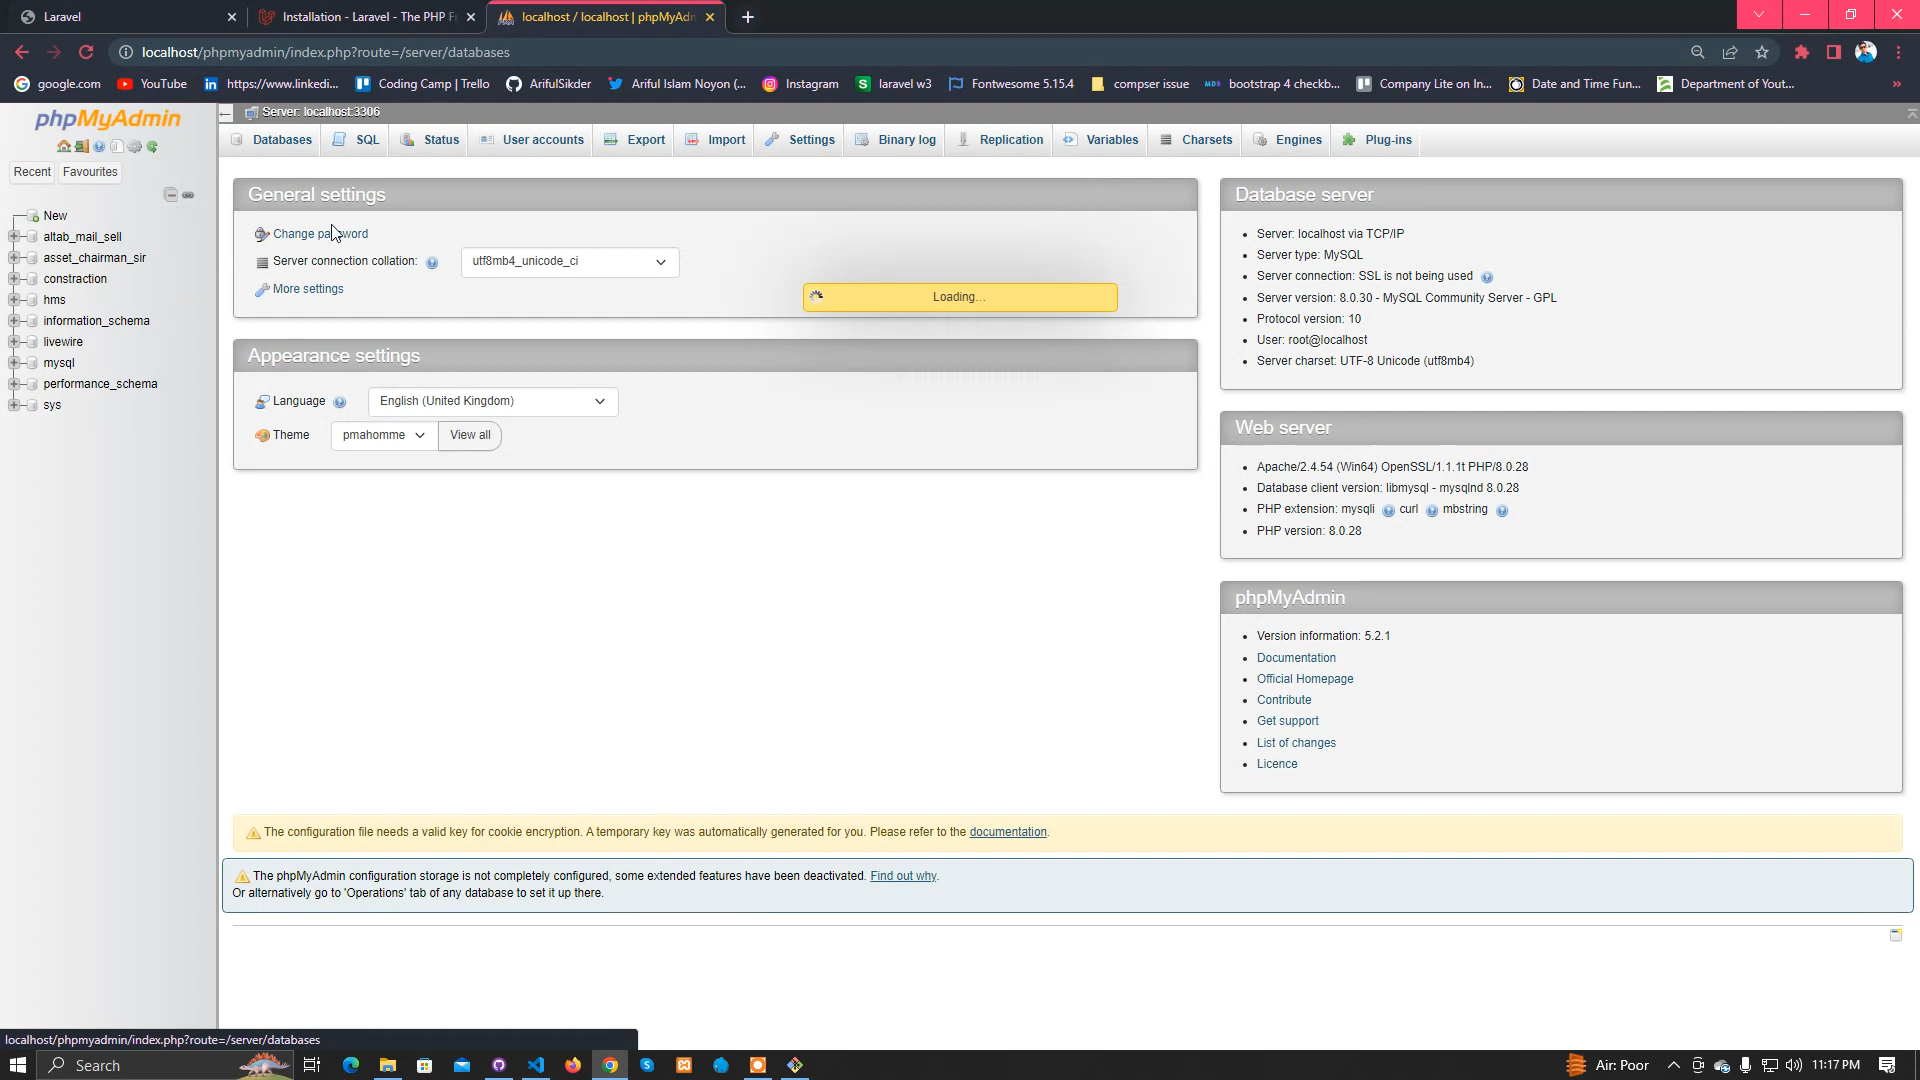 Laravel
Installation - Laravel - The PHP Fr
localhost / localhost | phpMyAdm
localhost/phpmyadmin/index.php?route=/server/databases
google.com
YouTube
https://www.linkedi...
Coding Camp | Trello
ArifulSikder
Ariful Islam Noyon (...
Instagram
laravel w3
Fontwesome 5.15.4
compser issue
bootstrap 4 checkb...
Company Lite on In...
Date and Time Fun...
Department of Yout...
phpMyAdmin
Recent
Favourites
New
altab_mail_sell
asset_chairman_sir
constraction
hms
information_schema
livewire
mysql
performance_schema
sys
Server: localhost:3306
Databases
SQL
Status
User accounts
Export
Import
Settings
Binary log
Replication
Variables
Charsets
Engines
Plug-ins
General settings
Change password
Server connection collation:
utf8mb4_unicode_ci
More settings
Loading…
Appearance settings
Language
English (United Kingdom)
Theme
pmahomme
View all
Database server
Server: localhost via TCP/IP
Server type: MySQL
Server connection: SSL is not being used
Server version: 8.0.30 - MySQL Community Server - GPL
Protocol version: 10
User: root@localhost
Server charset: UTF-8 Unicode (utf8mb4)
Web server
Apache/2.4.54 (Win64) OpenSSL/1.1.1t PHP/8.0.28
Database client version: libmysql - mysqlnd 8.0.28
PHP extension: mysqli curl mbstring
PHP version: 8.0.28
phpMyAdmin
Version information: 5.2.1
Documentation
Official Homepage
Contribute
Get support
List of changes
Licence
The configuration file needs a valid key for cookie encryption. A temporary key was automatically generated for you. Please refer to the documentation.
The phpMyAdmin configuration storage is not completely configured, some extended features have been deactivated. Find out why.
Or alternatively go to 'Operations' tab of any database to set it up there.
localhost/phpmyadmin/index.php?route=/server/databases
Search
Air: Poor
11:17 PM